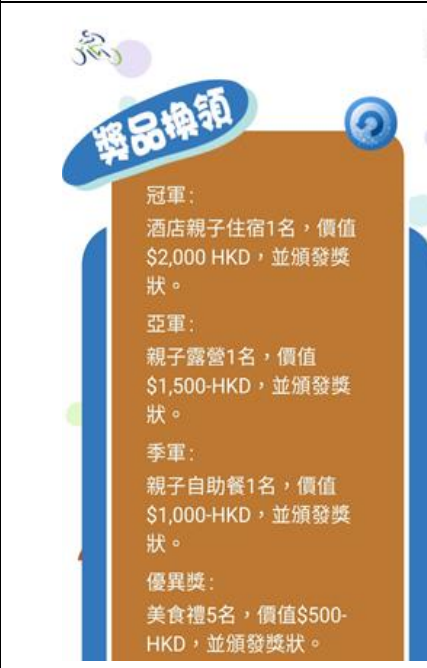 獎品換領
冠軍:
酒店親子住宿1名，價值
$2,000 HKD，並頒發獎
狀。
亞軍:
親子露營1名，價值
$1,500-HKD，並頒發獎
狀。
季軍:
親子自助餐1名，價值
$1,000-HKD，並頒發獎
狀。
優異獎:
美食禮5名，價值$500-
HKD，並頒發獎狀。